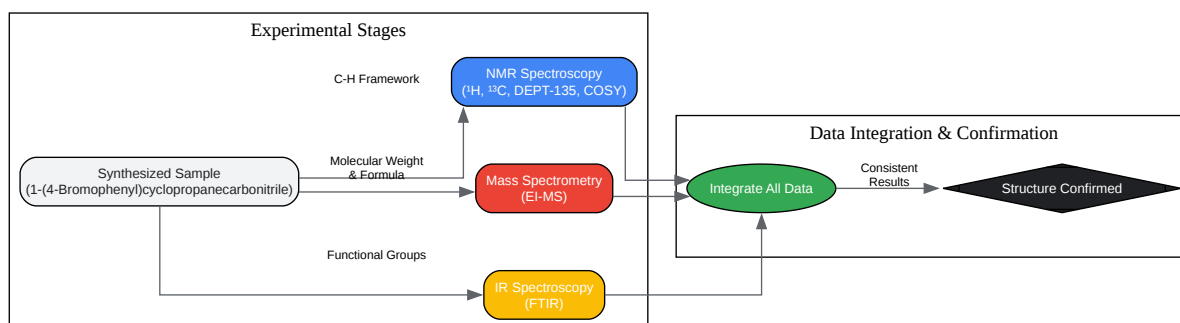 Experimental Stages
C-H Framework
NMR Spectroscopy
(¹H, ¹³C, DEPT-135, COSY)
Synthesized Sample
(1-(4-Bromophenyl)cyclopropanecarbonitrile)
Molecular Weight
& Formula
Mass Spectrometry
(EI-MS)
Functional Groups
IR Spectroscopy
(FTIR)
Data Integration & Confirmation
Integrate All Data
Consistent
Results
Structure Confirmed